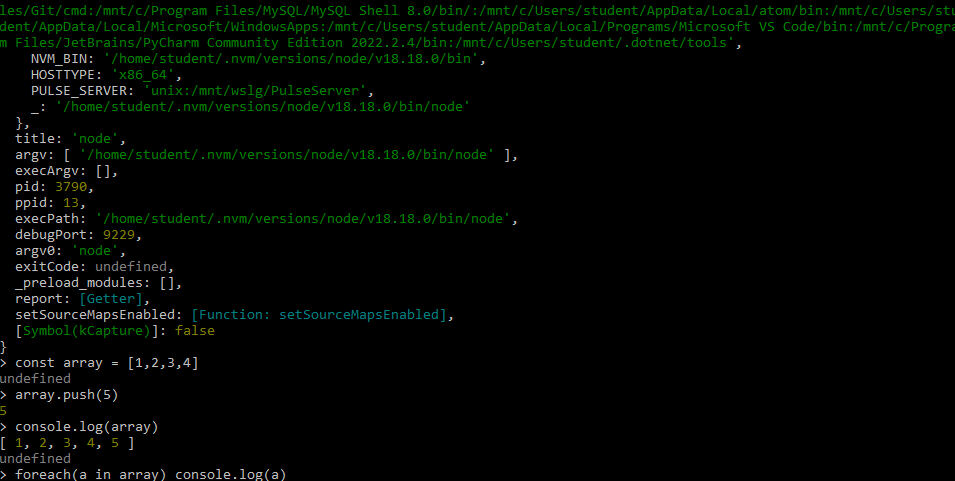 les/Git/cmd:/mnt/c/Program Files/MySQL/MySQL Shell 8.0/bin/:/mnt/c/Users/student/AppData/Local/atom/bin:/mnt/c/Users/stu
dent/AppData/Local/Microsoft/WindowsApps:/mnt/c/Users/student/AppData/Local/Programs/Microsoft VS Code/bin:/mnt/c/Progra
m Files/JetBrains/PyCharm Community Edition 2022.2.4/bin:/mnt/c/Users/student/.dotnet/tools',
NVM_BIN: '/home/student/.nvm/versions/node/v18.18.0/bin',
HOSTTYPE: 'x86_64',
PULSE_SERVER: 'unix:/mnt/wslg/PulseServer',
_: '/home/student/.nvm/versions/node/v18.18.0/bin/node'
},
title: 'node',
argv: [ '/home/student/.nvm/versions/node/v18.18.0/bin/node' ],
execArgv: [],
pid: 3790,
ppid: 13,
execPath: '/home/student/.nvm/versions/node/v18.18.0/bin/node',
debugPort: 9229,
argv0: 'node',
exitCode: undefined,
_preload_modules: [],
report: [Getter],
setSourceMapsEnabled: [Function: setSourceMapsEnabled],
[Symbol(kCapture)]: false
}
> const array = [1,2,3,4]
undefined
> array.push(5)
5
> console.log(array)
[ 1, 2, 3, 4, 5 ]
undefined
> foreach(a in array) console.log(a)